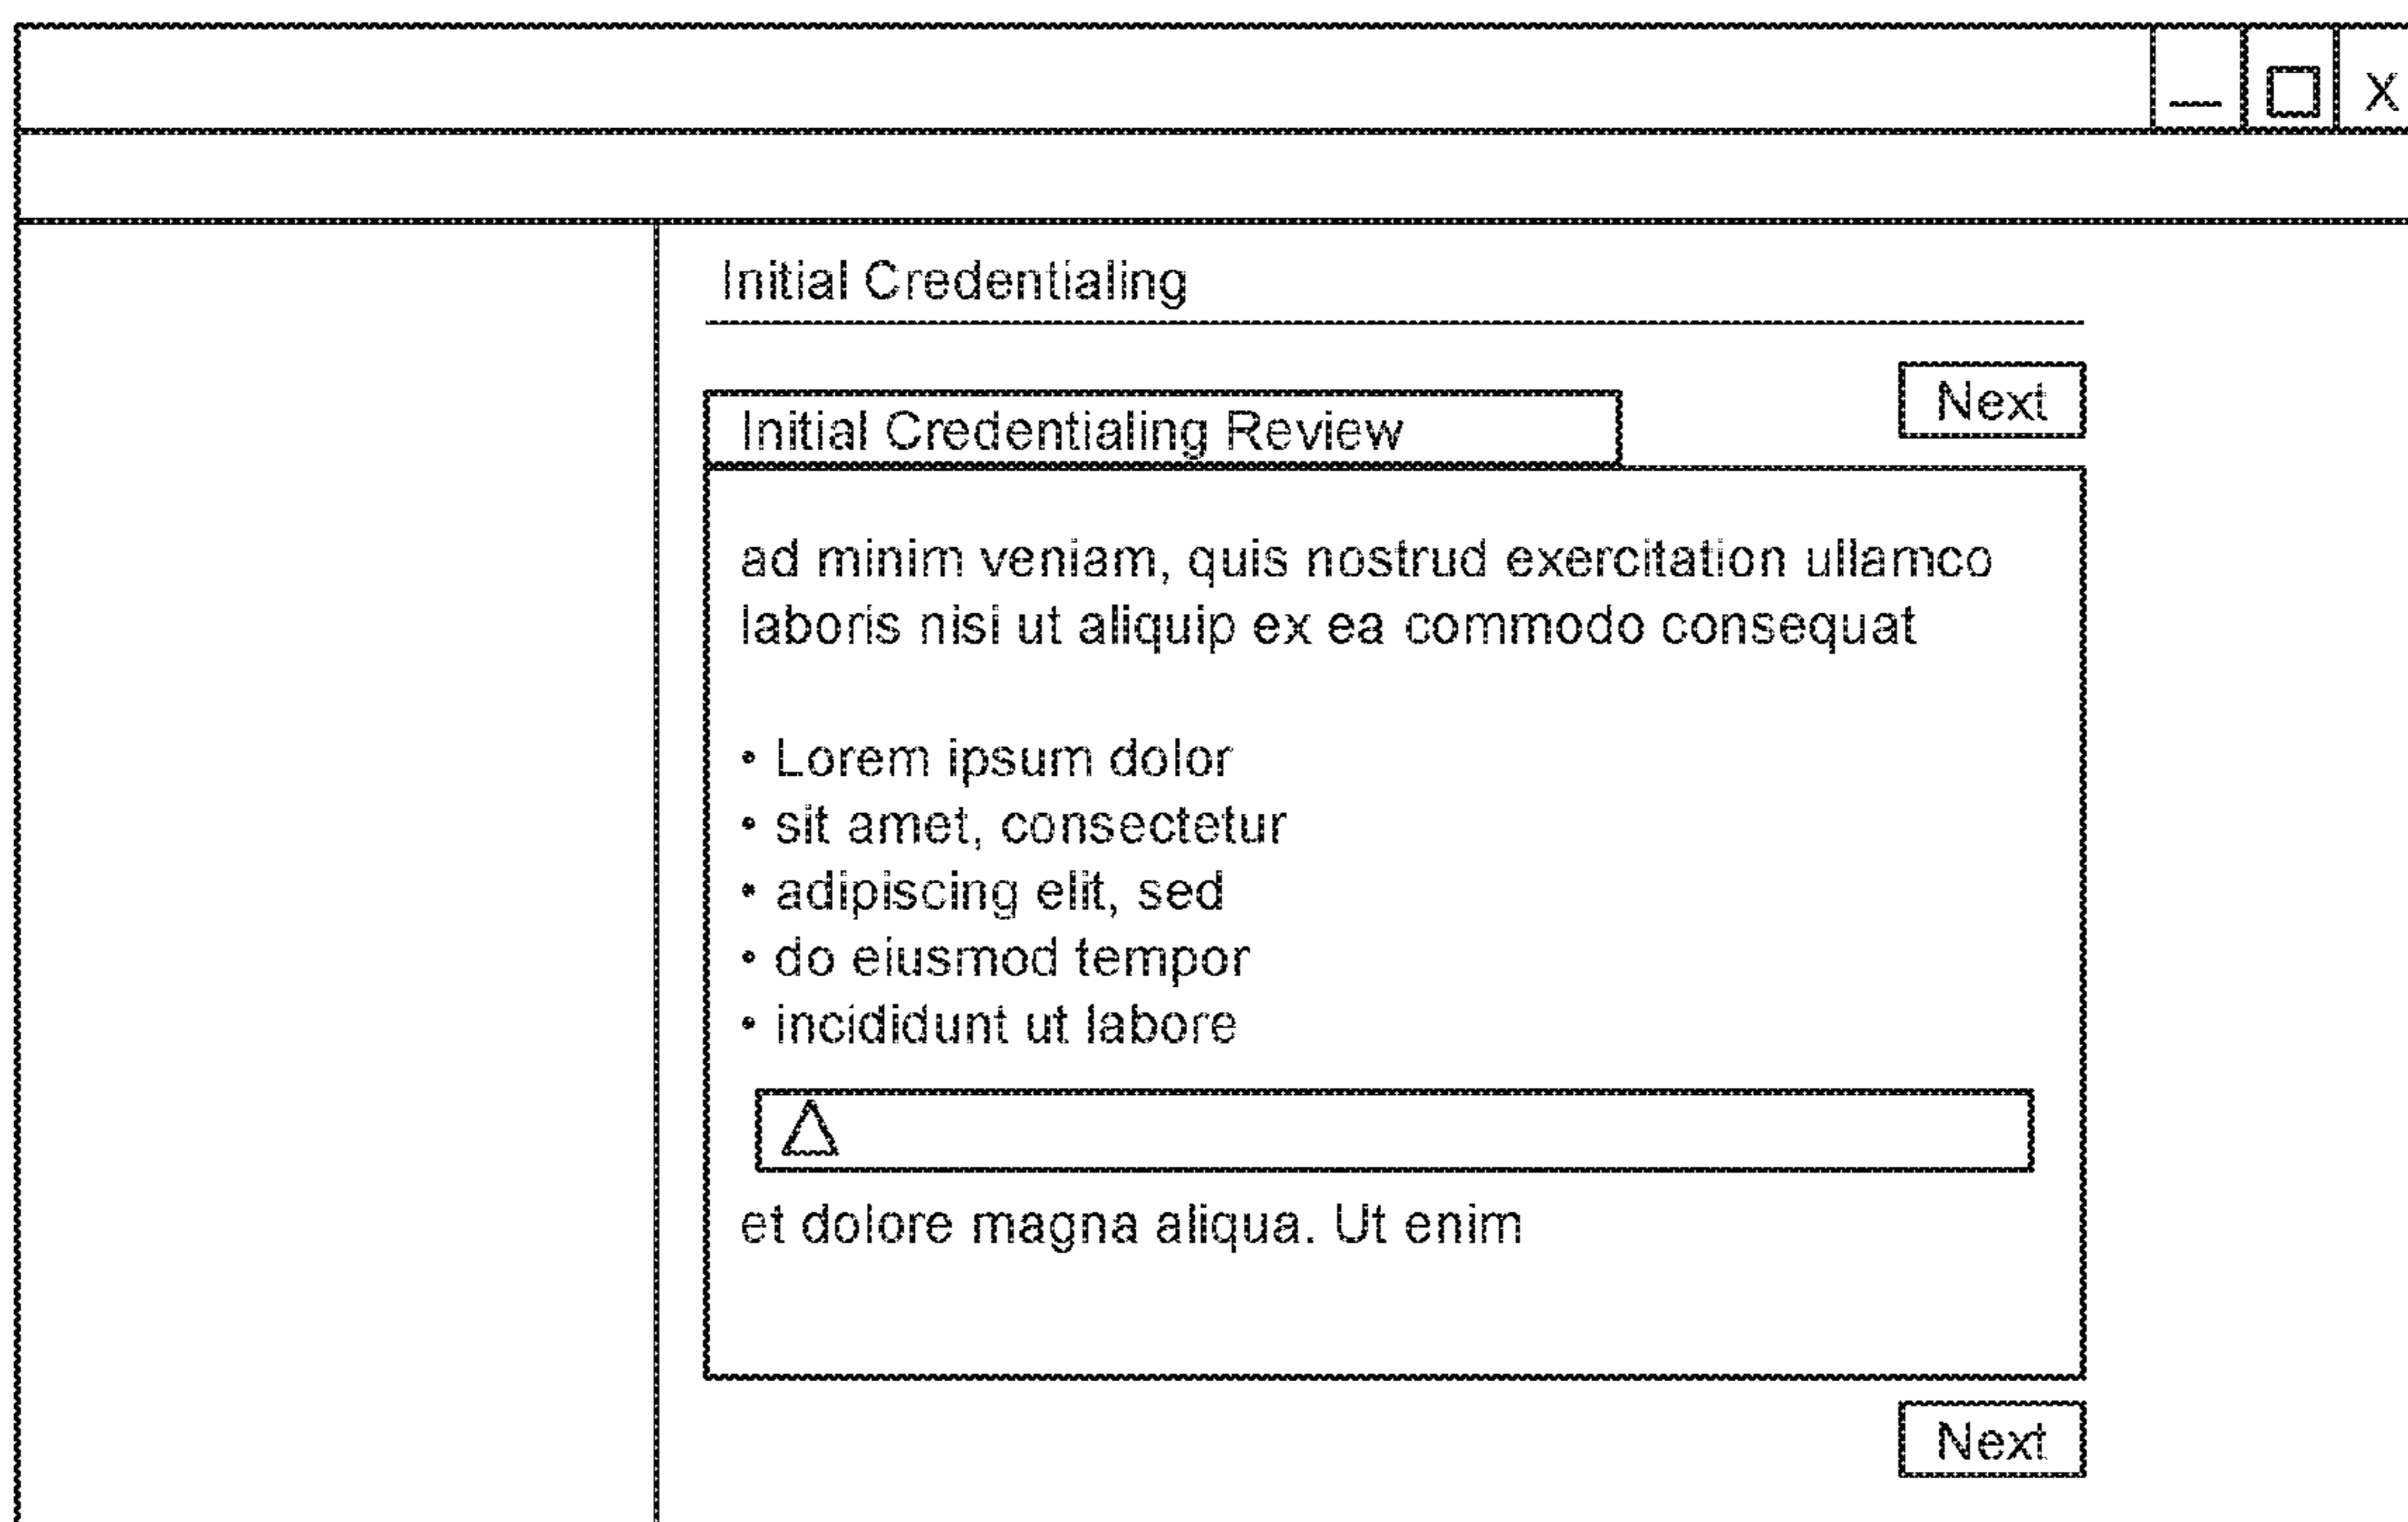 X
Initial Credentialing
Next
Initial Credentialing Review
ad minim veniam, quis nostrud exercitation ullamco
laboris nisi ut aliquip ex ea commodo consequat
• Lorem ipsum dolor
• sit amet, consectetur
• adipiscing elit, sed
• do eiusmod tempor
• incididunt ut labore
et dolore magna aliqua. Ut enim
Next